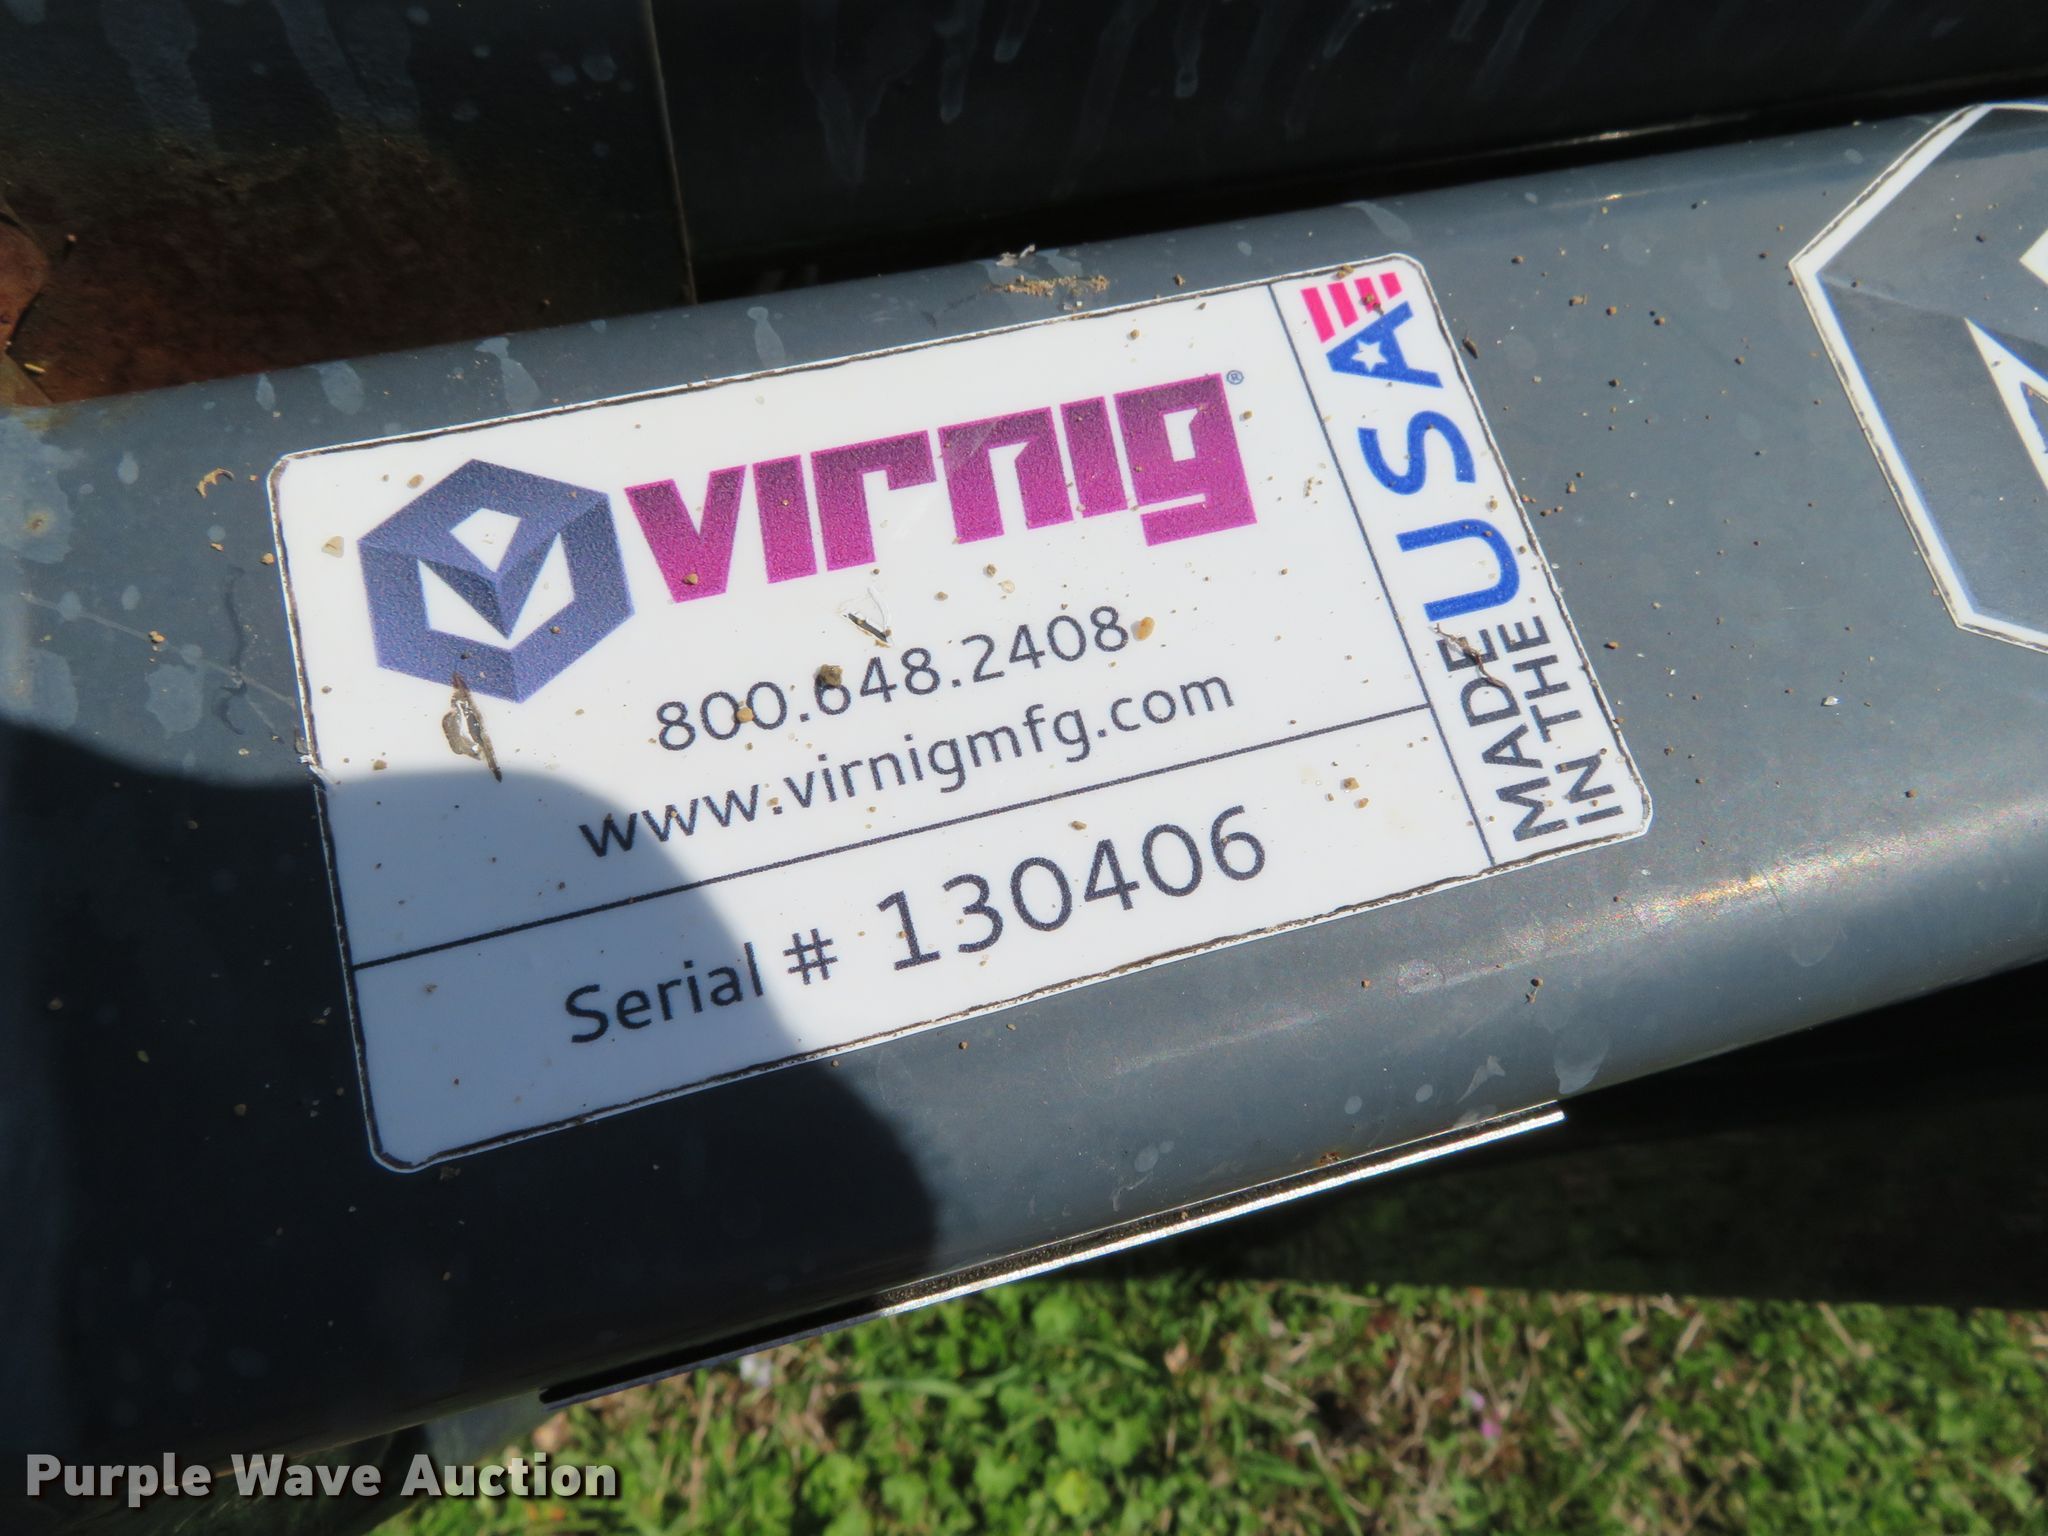 virnig®
800.648.2408
www.virnigmfg.com
Serial # 130406
MADE
IN THE
USA
Purple Wave Auction